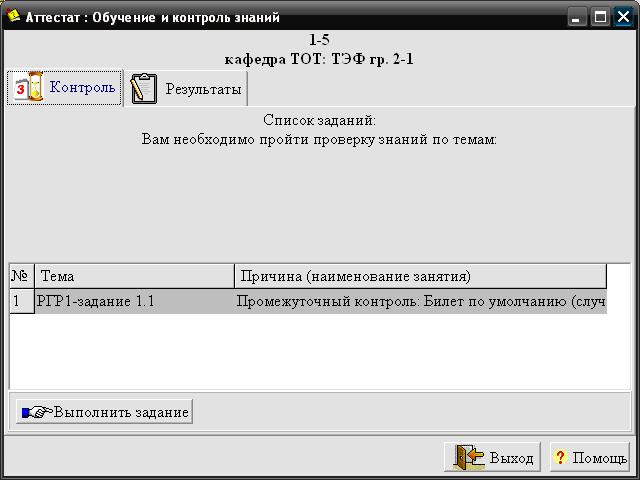 Аттестат : Обучение и контроль знаний
1-5
кафедра ТОТ: ТЭФ гр. 2-1
3 Контроль Результаты
Список заданий:
Вам необходимо пройти проверку знаний по темам:
№ Тема Причина (наименование занятия)
1 РГР1-задание 1.1 Промежуточный контроль: Билет по умолчанию (случ
Выполнить задание
Выход ? Помощь